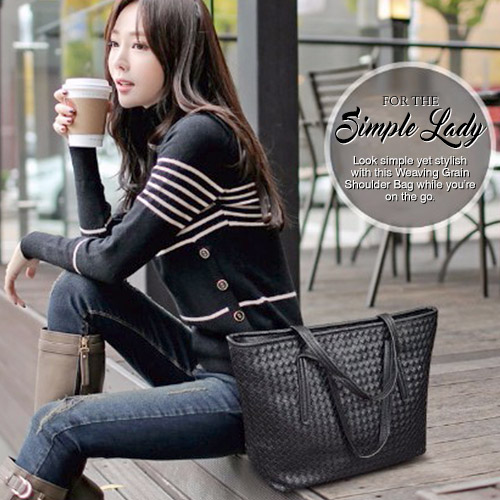 FOR THE
Simple Lady
Look simple yet stylish
with this Weaving Grain
Shoulder Bag while you're
on the go.